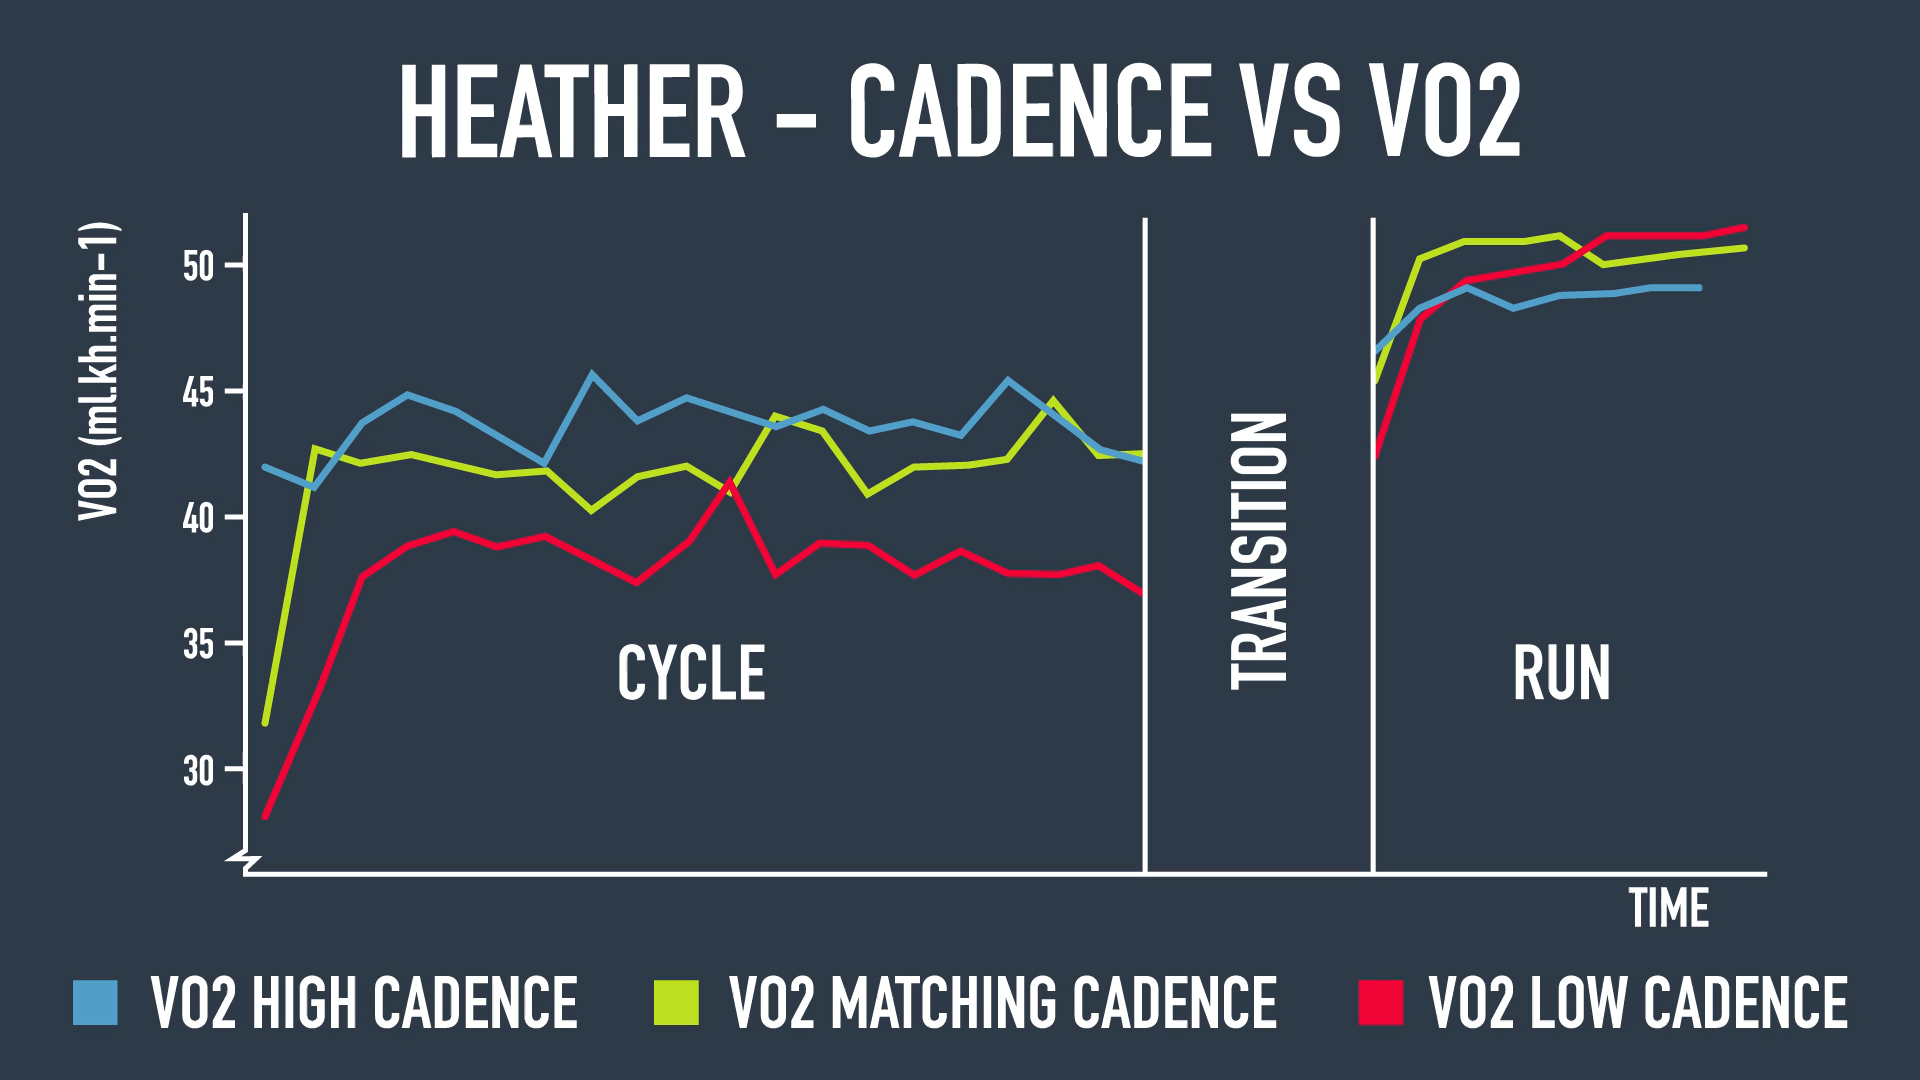 HEATHER - CADENCE VS VO2
VO2 (ml.kh.min-1)
50
45
40
35
30
CYCLE
TRANSITION
RUN
TIME
VO2 HIGH CADENCE
VO2 MATCHING CADENCE
VO2 LOW CADENCE